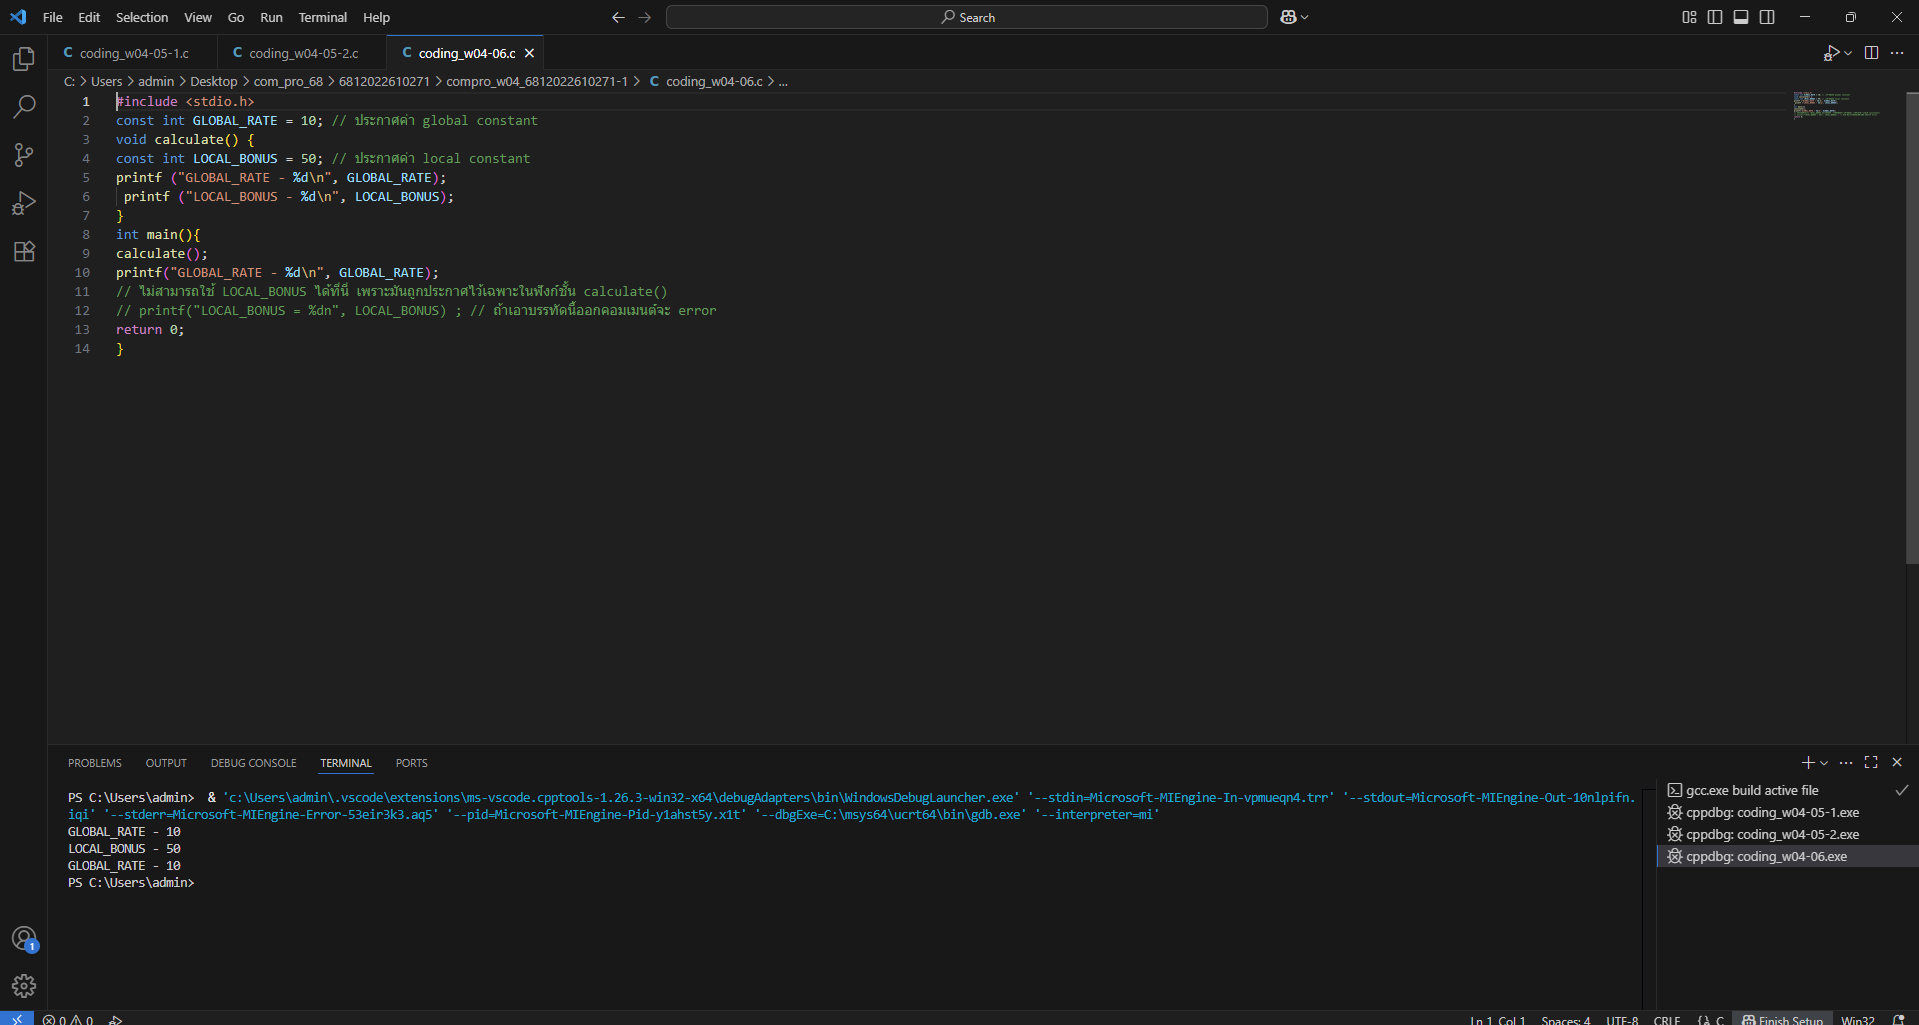 File Edit Selection View Go Run Terminal Help
Search
C coding_w04-05-1.c C coding_w04-05-2.c C coding_w04-06.c
C: > Users > admin > Desktop > com_pro_68 > 6812022610271 > compro_w04_6812022610271-1 > C coding_w04-06.c > ...
1 #include <stdio.h>
2 const int GLOBAL_RATE = 10; // ประกาศค่า global constant
3 void calculate() {
4 const int LOCAL_BONUS = 50; // ประกาศค่า local constant
5 printf ("GLOBAL_RATE - %d\n", GLOBAL_RATE);
6 printf ("LOCAL_BONUS - %d\n", LOCAL_BONUS);
7 }
8 int main(){
9 calculate();
10 printf("GLOBAL_RATE - %d\n", GLOBAL_RATE);
11 // ไม่สามารถใช้ LOCAL_BONUS ได้ที่นี่ เพราะมันถูกประกาศไว้เฉพาะในฟังก์ชั้น calculate()
12 // printf("LOCAL_BONUS = %dn", LOCAL_BONUS) ; // ถ้าเอาบรรทัดนี้ออกคอมเมนต์จะ error
13 return 0;
14 }
PROBLEMS OUTPUT DEBUG CONSOLE TERMINAL PORTS
PS C:\Users\admin> & 'c:\Users\admin\.vscode\extensions\ms-vscode.cpptools-1.26.3-win32-x64\debugAdapters\bin\WindowsDebugLauncher.exe' '--stdin=Microsoft-MIEngine-In-vpmueqn4.trr' '--stdout=Microsoft-MIEngine-Out-10nlpifn.
iqi' '--stderr=Microsoft-MIEngine-Error-53eir3k3.aq5' '--pid=Microsoft-MIEngine-Pid-y1ahst5y.x1t' '--dbgExe=C:\msys64\ucrt64\bin\gdb.exe' '--interpreter=mi'
GLOBAL_RATE - 10
LOCAL_BONUS - 50
GLOBAL_RATE - 10
PS C:\Users\admin>
gcc.exe build active file
cppdbg: coding_w04-05-1.exe
cppdbg: coding_w04-05-2.exe
cppdbg: coding_w04-06.exe
1
0 0
Ln 1, Col 1 Spaces: 4 UTF-8 CRLF {} C Finish Setup Win32